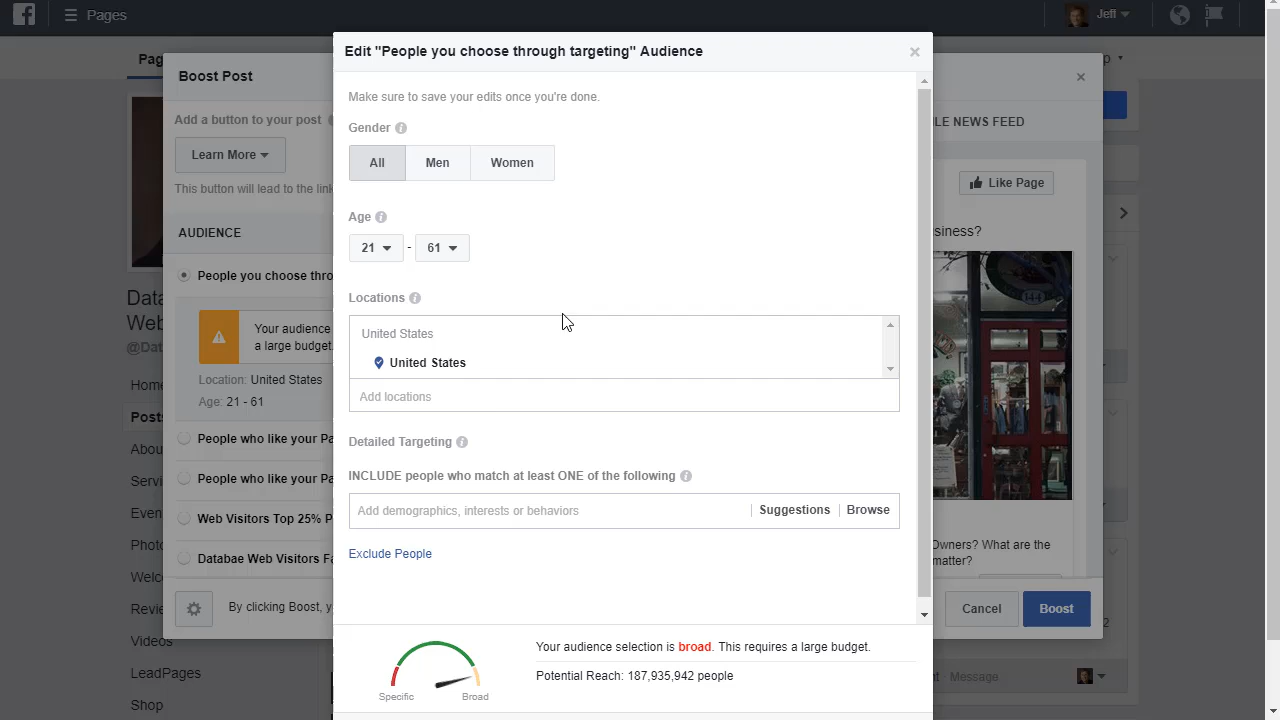 Pages
Jeff
Pag
Boost Post
Add a button to your post
Learn More
This button will lead to the link
AUDIENCE
People you choose thro
Your audience
a large budget.
Location: United States
Age: 21 - 61
People who like your Pa
People who like your Pa
Web Visitors Top 25% P
Databae Web Visitors Fa
By clicking Boost, y
Data
Web
@Dat
Home
Posts
Abou
Servi
Even
Photo
Welc
Revie
Videos
LeadPages
Shop
Edit "People you choose through targeting" Audience
Make sure to save your edits once you're done.
Gender
All Men Women
Age
21 - 61
Locations
United States
United States
Add locations
Detailed Targeting
INCLUDE people who match at least ONE of the following
Add demographics, interests or behaviors Suggestions Browse
Exclude People
Specific Broad
Your audience selection is broad. This requires a large budget.
Potential Reach: 187,935,942 people
LE NEWS FEED
Like Page
siness?
144
Owners? What are the
matter?
Cancel Boost
Message